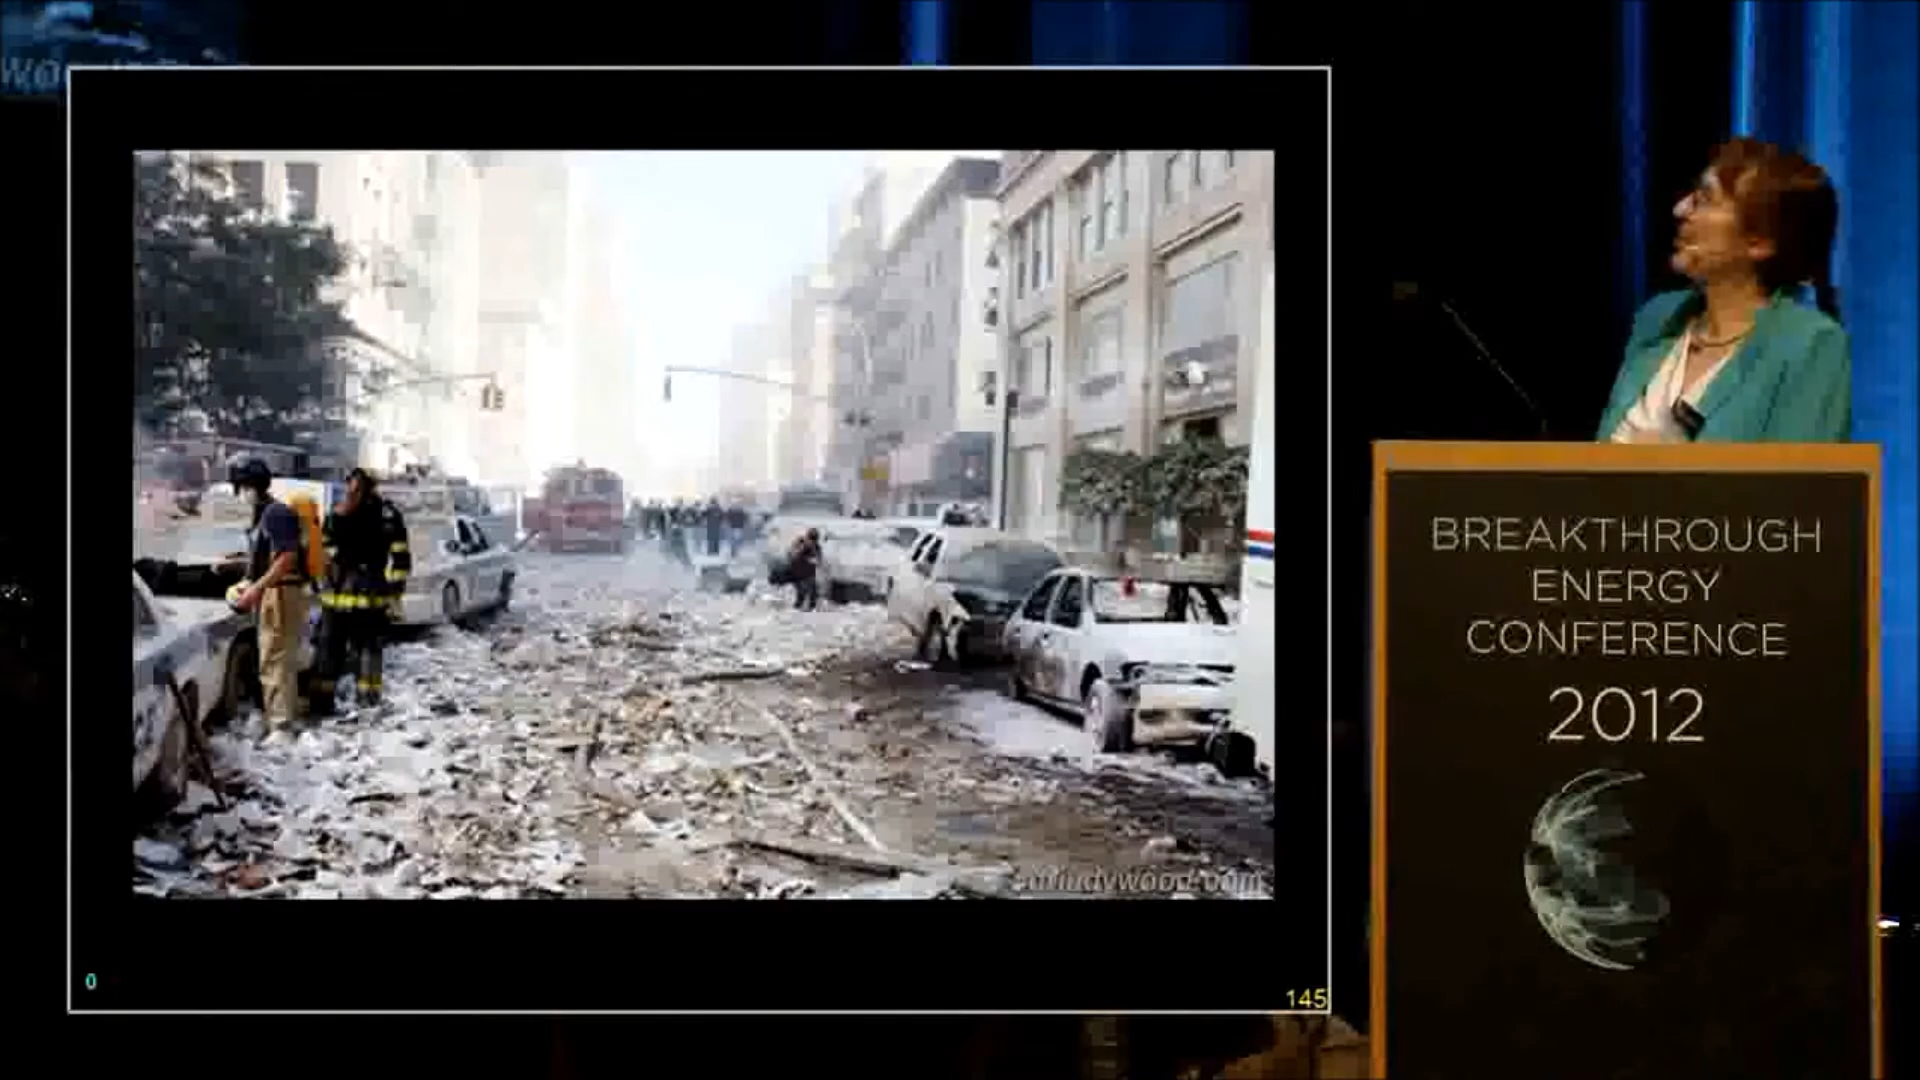 0
145
BREAKTHROUGH
ENERGY
CONFERENCE
2012